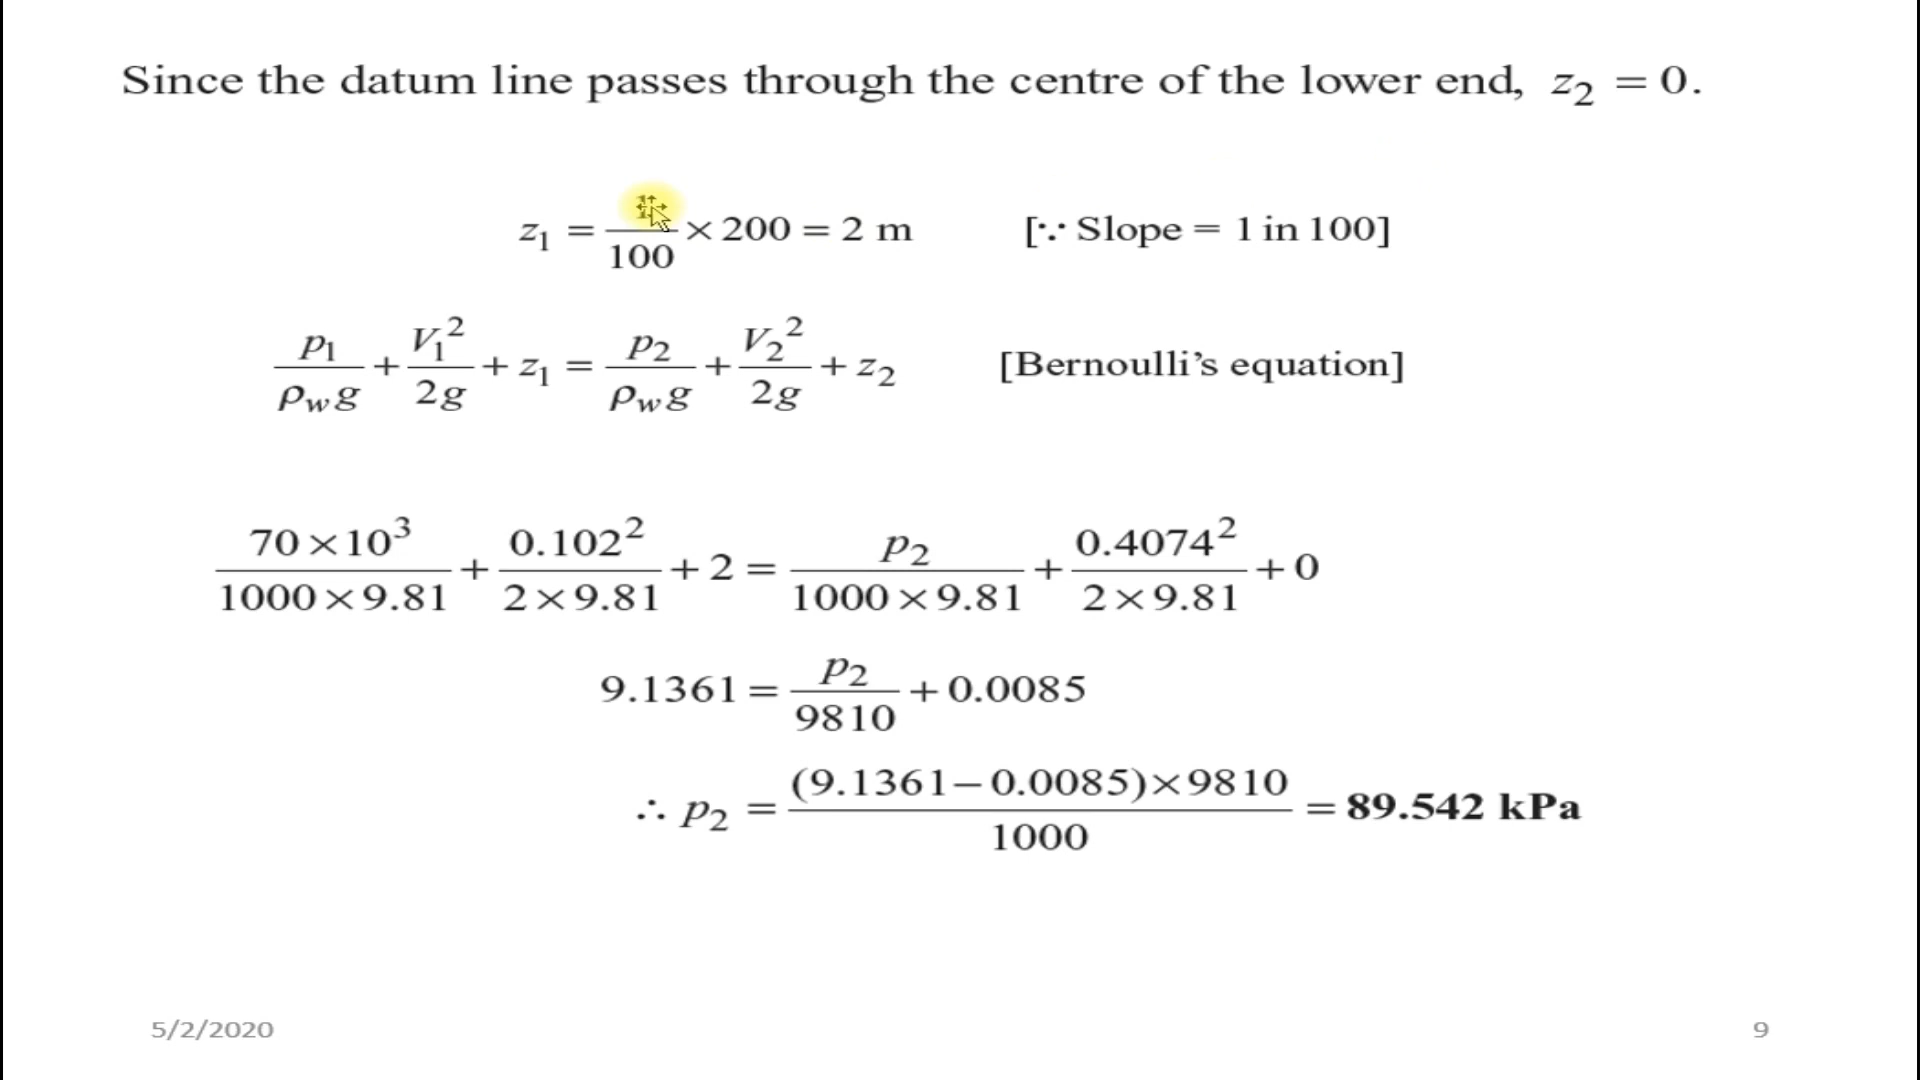 Since the datum line passes through the centre of the lower end, z₂ = 0.
z₁ = /100 × 200 = 2 m [∵ Slope = 1 in 100]
p₁/ρ_w g + V₁²/2g + z₁ = p₂/ρ_w g + V₂²/2g + z₂ [Bernoulli’s equation]
70×10³/1000×9.81 + 0.102²/2×9.81 + 2 = p₂/1000×9.81 + 0.4074²/2×9.81 + 0
9.1361 = p₂/9810 + 0.0085
∴ p₂ = (9.1361−0.0085)×9810/1000 = 89.542 kPa
5/2/2020
9